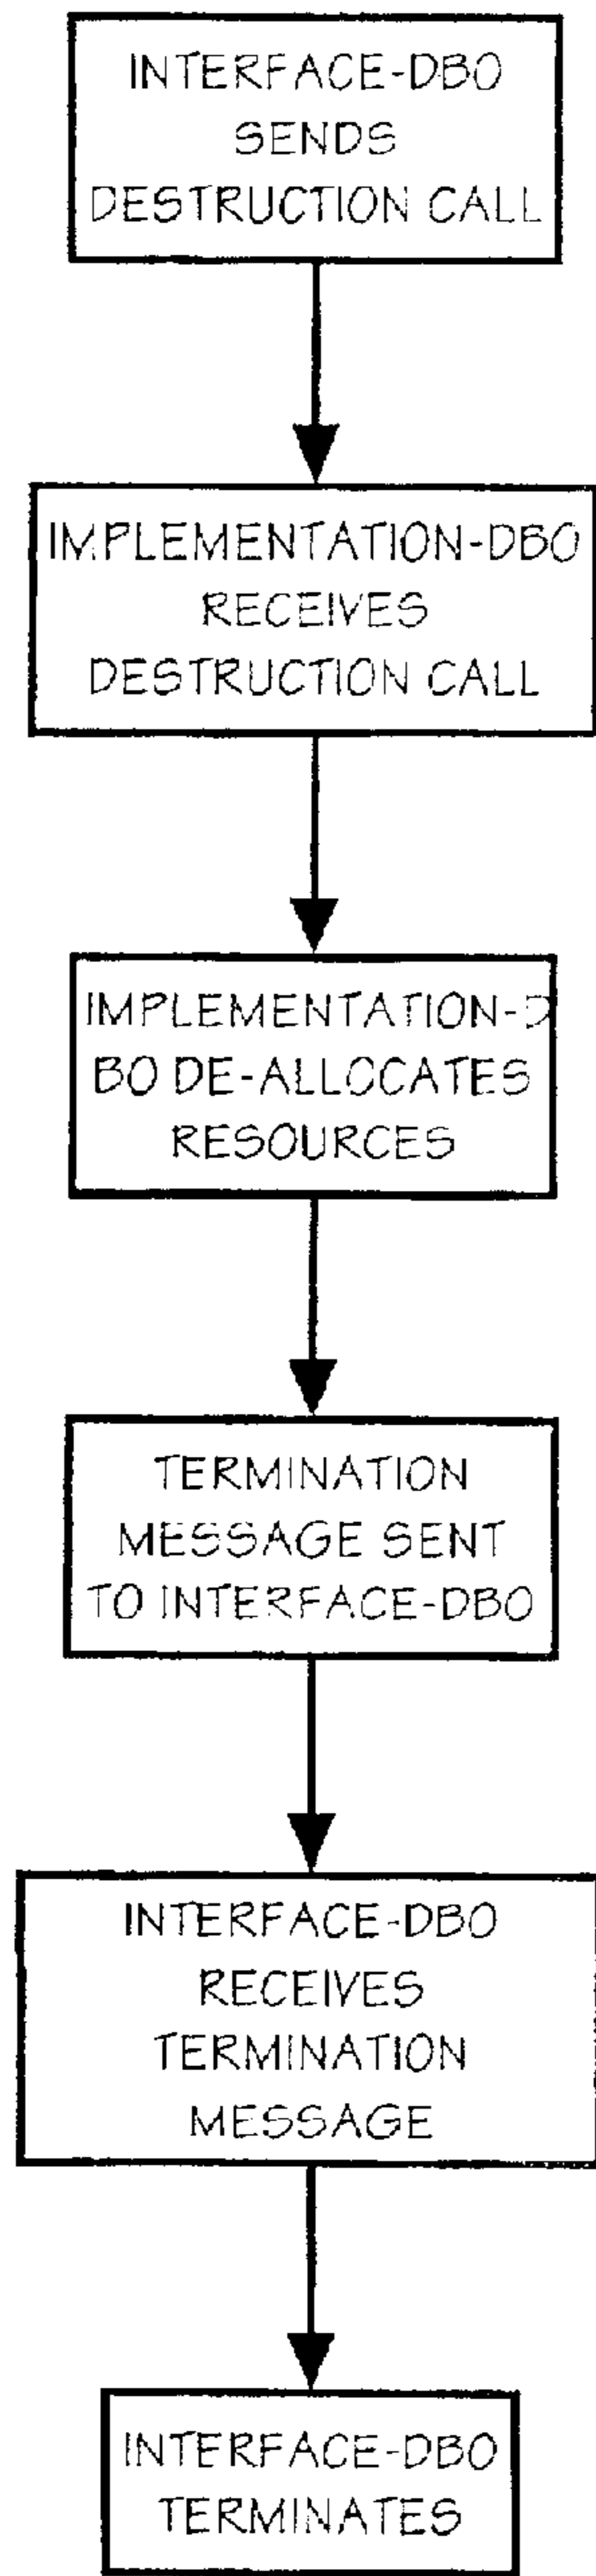 INTERFACE-DBO
SENDS
DESTRUCTION CALL
IMPLEMENTATION-DBO
RECEIVES
DESTRUCTION CALL
IMPLEMENTATION-D
BO DE-ALLOCATES
RESOURCES
TERMINATION
MESSAGE SENT
TO INTERFACE-DBO
INTERFACE-DBO
RECEIVES
TERMINATION
MESSAGE
INTERFACE-DBO
TERMINATES